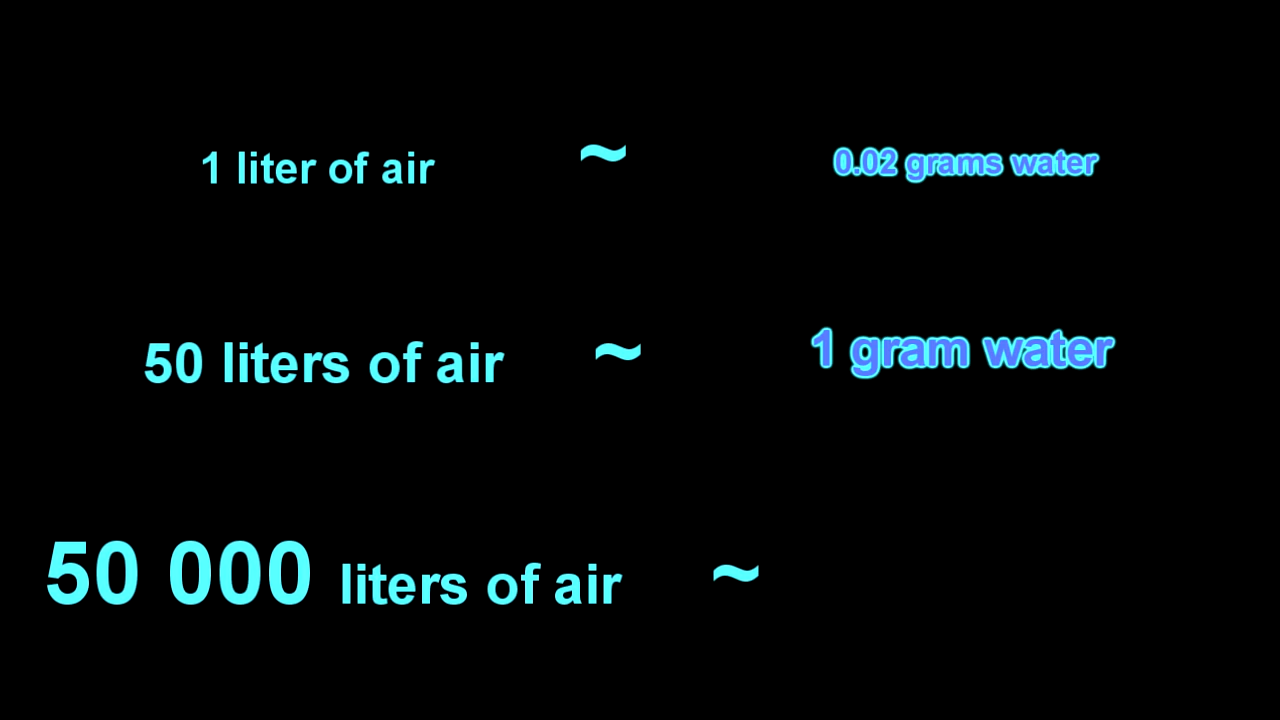 1 liter of air ~ 0.02 grams water
50 liters of air ~ 1 gram water
50 000 liters of air ~